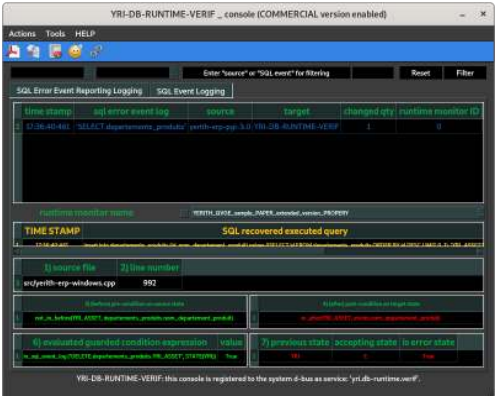 YRI-DB-RUNTIME-VERIF _ console (COMMERCIAL version enabled)
Actions Tools HELP
Enter "source" or "SQL event" for filtering Reset Filter
SQL Error Event Reporting Logging SQL Event Logging
time stamp sql error event log source target changed qty runtime monitor ID
1 17:36:40:461 'SELECT.departements_produits' yerith-erp-pgi-3.0 YRI-DB-RUNTIME-VERIF 1 0
runtime monitor name YERITH_QVGE_sample_PAPER_extended_version_PROPERTY
TIME STAMP SQL recovered executed query
1) source file 2) line number
src/yerith-erp-windows.cpp 992
6) evaluated guarded condition expression value 7) previous state accepting state is error state
True True
YRI-DB-RUNTIME-VERIF: this console is registered to the system d-bus as service: 'yri.db-runtime.verif'.